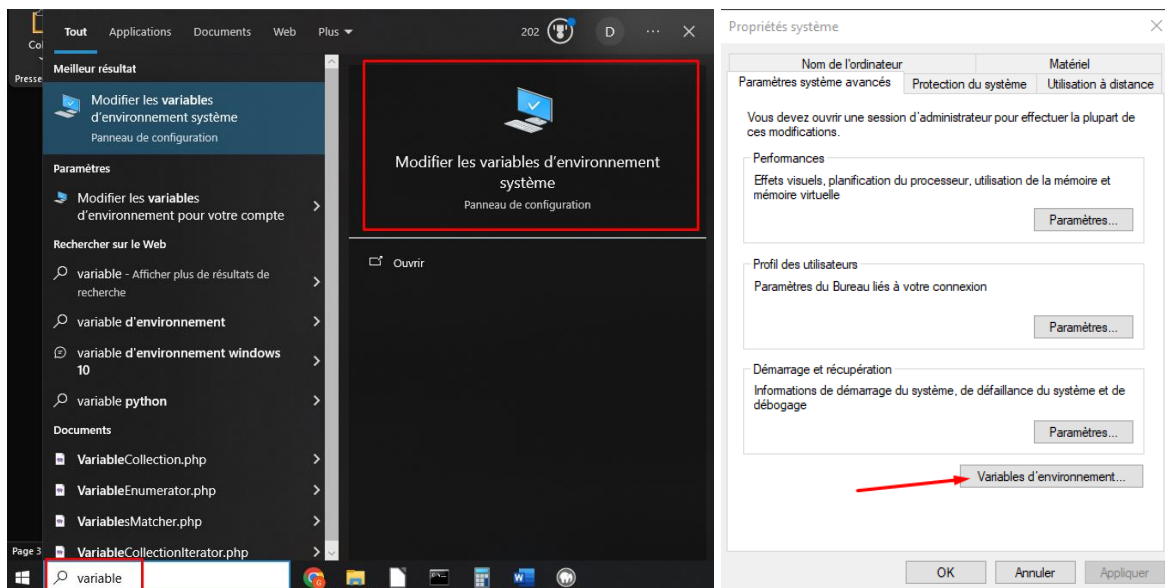 Col
Presse
Tout Applications Documents Web Plus 202 D ...
Meilleur résultat
Modifier les variables
d'environnement système
Panneau de configuration
Paramètres
Modifier les variables
d'environnement pour votre compte
Rechercher sur le Web
variable - Afficher plus de résultats de
recherche
variable d'environnement
variable d'environnement windows
10
variable python
Documents
VariableCollection.php
VariableEnumerator.php
VariablesMatcher.php
VariableCollectionIterator.php
Page 3
variable
Modifier les variables d'environnement
système
Panneau de configuration
Ouvrir
Propriétés système
Nom de l'ordinateur Matériel
Paramètres système avancés Protection du système Utilisation à distance
Vous devez ouvrir une session d'administrateur pour effectuer la plupart de
ces modifications.
Performances
Effets visuels, planification du processeur, utilisation de la mémoire et
mémoire virtuelle
Paramètres...
Profil des utilisateurs
Paramètres du Bureau liés à votre connexion
Paramètres...
Démarrage et récupération
Informations de démarrage du système, de défaillance du système et de
débogage
Paramètres...
Variables d'environnement...
OK Annuler Appliquer